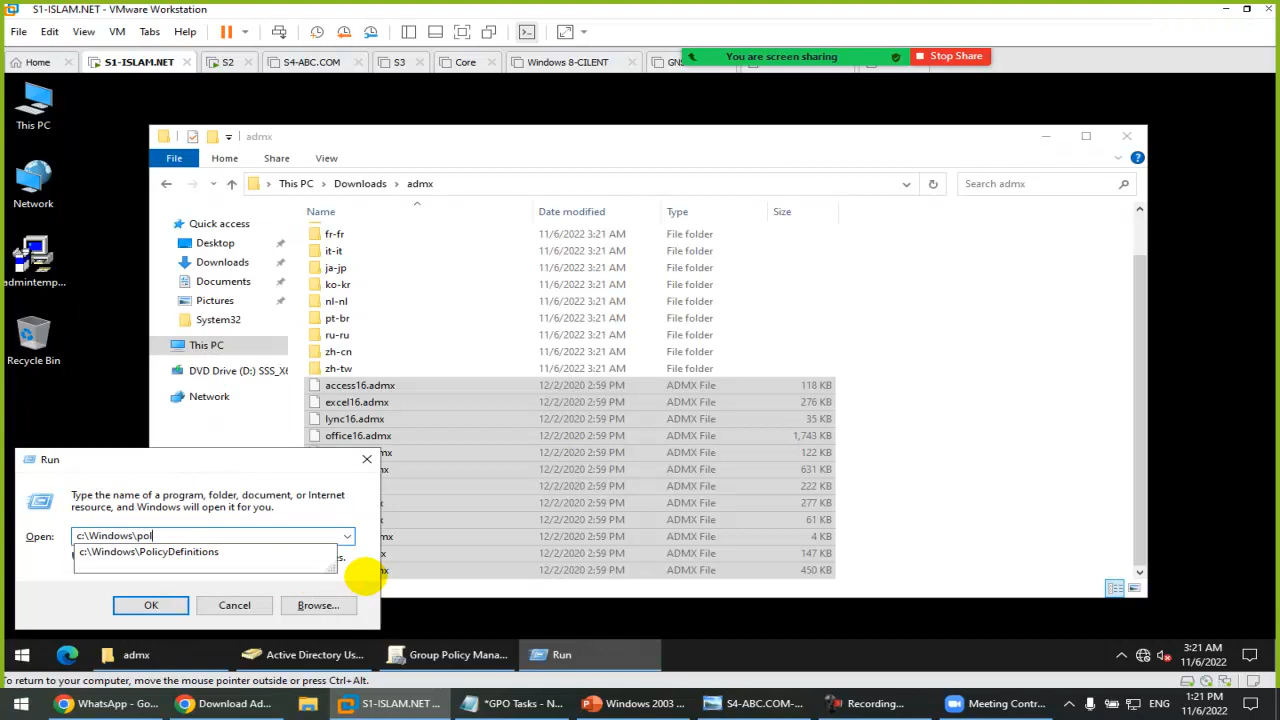 S1-ISLAM.NET - VMware Workstation
File Edit View VM Tabs Help
Home S1-ISLAM.NET S2 S4-ABC.COM S3 Core Windows 8-CILENT
You are screen sharing Stop Share
This PC
Network
admintemp...
Recycle Bin
admx
File Home Share View
This PC Downloads admx Search admx
Name Date modified Type Size
Quick access
Desktop
Downloads
Documents
Pictures
System32
This PC
DVD Drive (D:) SSS_X6
Network
fr-fr 11/6/2022 3:21 AM File folder
it-it 11/6/2022 3:21 AM File folder
ja-jp 11/6/2022 3:21 AM File folder
ko-kr 11/6/2022 3:21 AM File folder
nl-nl 11/6/2022 3:21 AM File folder
pt-br 11/6/2022 3:21 AM File folder
ru-ru 11/6/2022 3:21 AM File folder
zh-cn 11/6/2022 3:21 AM File folder
zh-tw 11/6/2022 3:21 AM File folder
access16.admx 12/2/2020 2:59 PM ADMX File 118 KB
excel16.admx 12/2/2020 2:59 PM ADMX File 276 KB
lync16.admx 12/2/2020 2:59 PM ADMX File 35 KB
office16.admx 12/2/2020 2:59 PM ADMX File 1,743 KB
mx 12/2/2020 2:59 PM ADMX File 122 KB
mx 12/2/2020 2:59 PM ADMX File 631 KB
12/2/2020 2:59 PM ADMX File 222 KB
mx 12/2/2020 2:59 PM ADMX File 277 KB
mx 12/2/2020 2:59 PM ADMX File 61 KB
mx 12/2/2020 2:59 PM ADMX File 4 KB
mx 12/2/2020 2:59 PM ADMX File 147 KB
mx 12/2/2020 2:59 PM ADMX File 450 KB
Run
Type the name of a program, folder, document, or Internet
resource, and Windows will open it for you.
Open: c:\Windows\pol
c:\Windows\PolicyDefinitions
es.
OK Cancel Browse...
admx Active Directory Us... Group Policy Mana... Run
3:21 AM
11/6/2022
To return to your computer, move the mouse pointer outside or press Ctrl+Alt.
WhatsApp - Go... Download Ad... S1-ISLAM.NET ... *GPO Tasks - N... Windows 2003 ... S4-ABC.COM-... Recording... Meeting Contr...
1:21 PM
11/6/2022